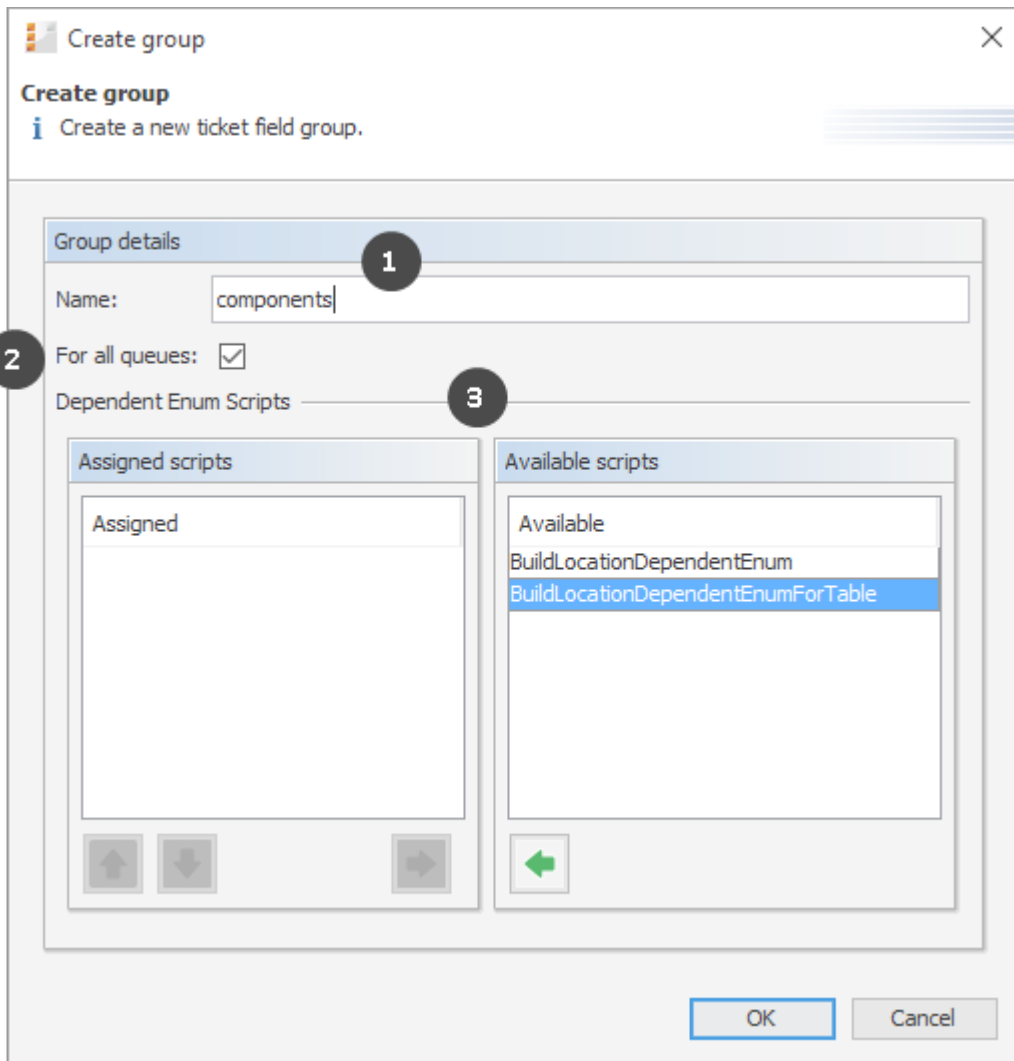 Create group
Create group
i Create a new ticket field group.
Group details
1
Name: components
2 For all queues:
Dependent Enum Scripts 3
Assigned scripts Available scripts
Assigned Available
BuildLocationDependentEnum
BuildLocationDependentEnumForTable
OK Cancel